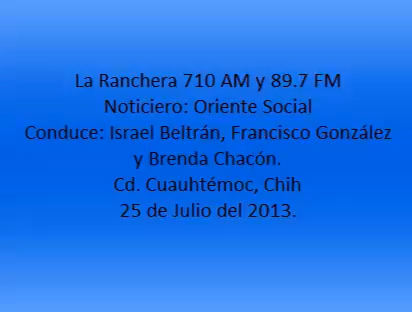 La Ranchera 710 AM y 89.7 FM
Noticiero: Oriente Social
Conduce: Israel Beltrán, Francisco González
y Brenda Chacón.
Cd. Cuauhtémoc, Chih
25 de Julio del 2013.